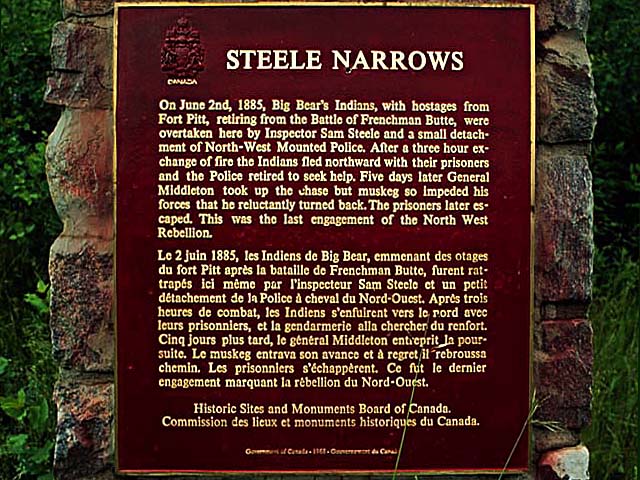 CANADA
STEELE NARROWS
On June 2nd, 1885, Big Bear's Indians, with hostages from
Fort Pitt, retiring from the Battle of Frenchman Butte, were
overtaken here by Inspector Sam Steele and a small detach-
ment of North-West Mounted Police. After a three hour ex-
change of fire the Indians fled northward with their prisoners
and the Police retired to seek help. Five days later General
Middleton took up the chase but muskeg so impeded his
forces that he reluctantly turned back. The prisoners later es-
caped. This was the last engagement of the North West
Rebellion.
Le 2 juin 1885, les Indiens de Big Bear, emmenant des otages
du fort Pitt après la bataille de Frenchman Butte, furent rat-
trapés ici même par l'inspecteur Sam Steele et un petit
détachement de la Police à cheval du Nord-Ouest. Après trois
heures de combat, les Indiens s'enfuirent vers le nord avec
leurs prisonniers, et la gendarmerie alla chercher du renfort.
Cinq jours plus tard, le général Middleton entreprit la pour-
suite. Le muskeg entrava son avance et à regret il rebroussa
chemin. Les prisonniers s'échappèrent. Ce fut le dernier
engagement marquant la rébellion du Nord-Ouest.
Historic Sites and Monuments Board of Canada.
Commission des lieux et monuments historiques du Canada.
Government of Canada - Gouvernement du Canada